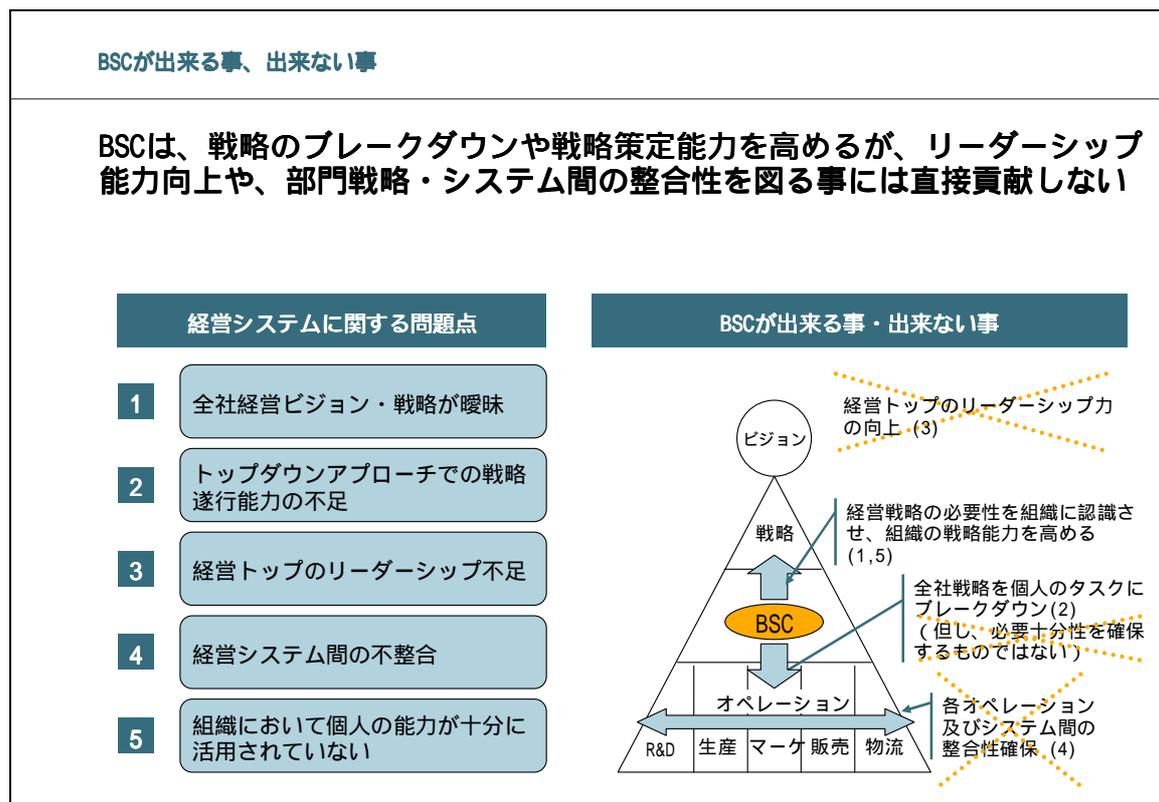 BSCが出来る事、出来ない事
BSCは、戦略のブレークダウンや戦略策定能力を高めるが、リーダーシップ
能力向上や、部門戦略・システム間の整合性を図る事には直接貢献しない
経営システムに関する問題点
1
全社経営ビジョン・戦略が曖昧
2
トップダウンアプローチでの戦略
遂行能力の不足
3
経営トップのリーダーシップ不足
4
経営システム間の不整合
5
組織において個人の能力が十分に
活用されていない
BSCが出来る事・出来ない事
経営トップのリーダーシップ力
の向上 (3)
ビジョン
経営戦略の必要性を組織に認識さ
せ、組織の戦略能力を高める
(1,5)
戦略
全社戦略を個人のタスクに
ブレークダウン(2)
(但し、必要十分性を確保
するものではない)
BSC
オペレーション
各オペレーション
及びシステム間の
整合性確保 (4)
R&D
生産
マーケ
販売
物流